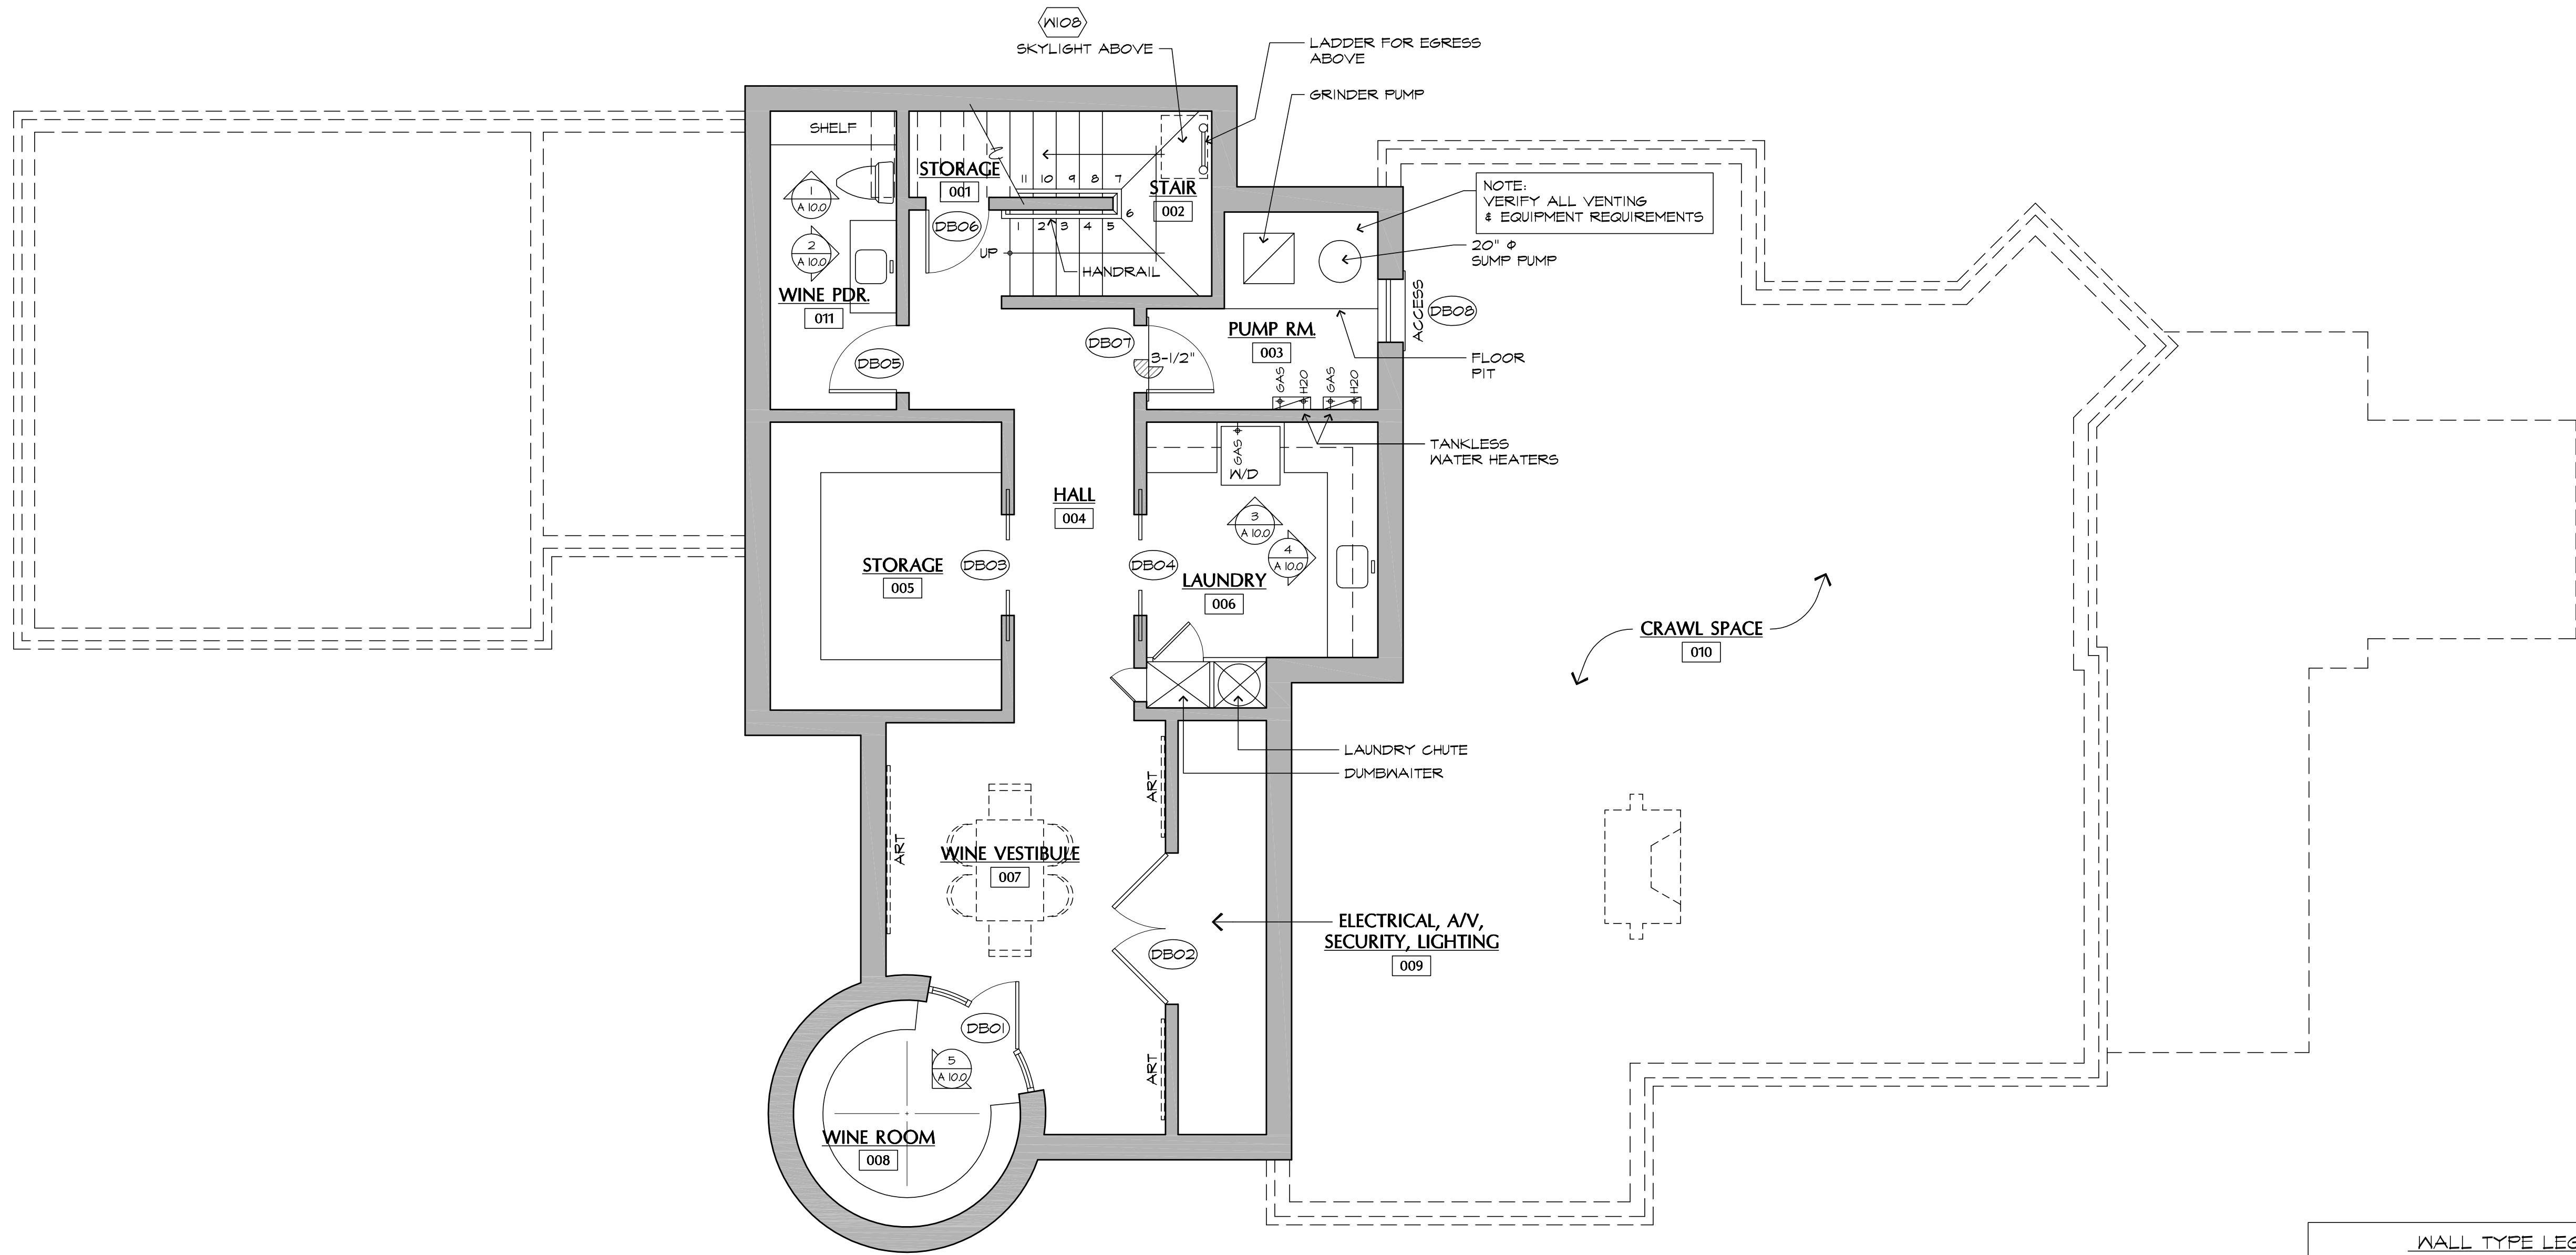 W108
SKYLIGHT ABOVE
LADDER FOR EGRESS
ABOVE
GRINDER PUMP
SHELF
STORAGE
001
11 10 9 8 7
STAIR
002
6
1 2 3 4 5
UP
HANDRAIL
DB06
1
A 10.0
2
A 10.0
WINE PDR.
011
DB05
NOTE:
VERIFY ALL VENTING
& EQUIPMENT REQUIREMENTS
20" Φ
SUMP PUMP
ACCESS
DB08
DB07
3-1/2"
PUMP RM.
003
FLOOR
PIT
GAS
H20
GAS
H20
TANKLESS
WATER HEATERS
GAS
W/D
HALL
004
3
A 10.0
4
A 10.0
STORAGE
005
DB03
DB04
LAUNDRY
006
CRAWL SPACE
010
LAUNDRY CHUTE
DUMBWAITER
ART
ART
WINE VESTIBULE
007
ELECTRICAL, A/V,
SECURITY, LIGHTING
009
DB02
DB01
5
A 10.0
ART
WINE ROOM
008
WALL TYPE LEG